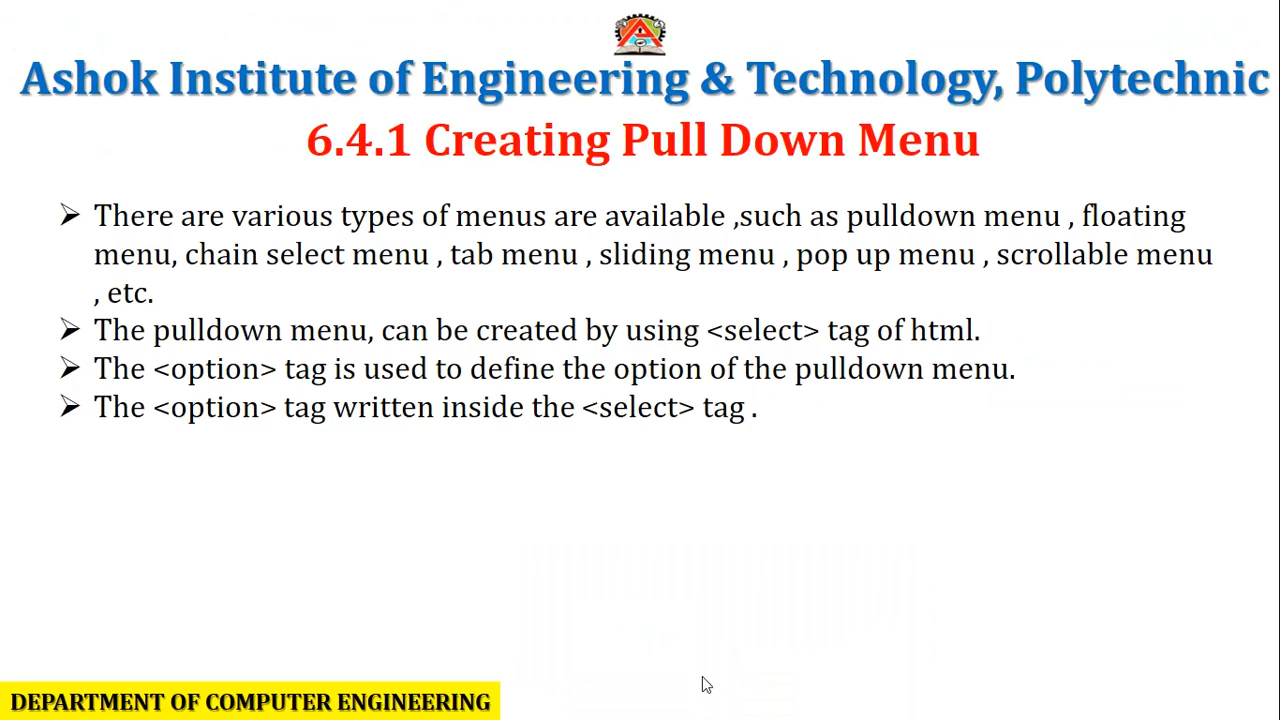 Ashok Institute of Engineering & Technology, Polytechnic
6.4.1 Creating Pull Down Menu
➢ There are various types of menus are available ,such as pulldown menu , floating
menu, chain select menu , tab menu , sliding menu , pop up menu , scrollable menu
, etc.
➢ The pulldown menu, can be created by using <select> tag of html.
➢ The <option> tag is used to define the option of the pulldown menu.
➢ The <option> tag written inside the <select> tag .
DEPARTMENT OF COMPUTER ENGINEERING